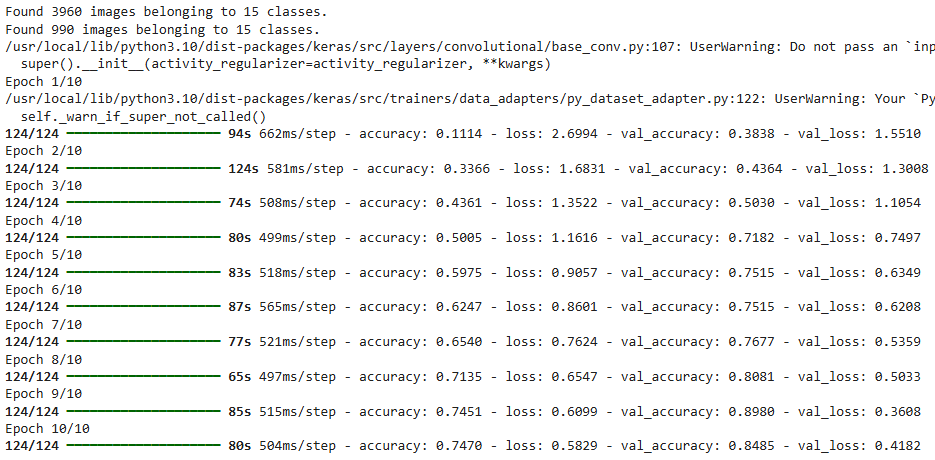 Found 3960 images belonging to 15 classes.
Found 990 images belonging to 15 classes.
/usr/local/lib/python3.10/dist-packages/keras/src/layers/convolutional/base_conv.py:107: UserWarning: Do not pass an `inp
super().__init__(activity_regularizer=activity_regularizer, **kwargs)
Epoch 1/10
/usr/local/lib/python3.10/dist-packages/keras/src/trainers/data_adapters/py_dataset_adapter.py:122: UserWarning: Your `Py
self._warn_if_super_not_called()
124/124 ━━━━━━━━━━━━━━━━━━━━ 94s 662ms/step - accuracy: 0.1114 - loss: 2.6994 - val_accuracy: 0.3838 - val_loss: 1.5510
Epoch 2/10
124/124 ━━━━━━━━━━━━━━━━━━━━ 124s 581ms/step - accuracy: 0.3366 - loss: 1.6831 - val_accuracy: 0.4364 - val_loss: 1.3008
Epoch 3/10
124/124 ━━━━━━━━━━━━━━━━━━━━ 74s 508ms/step - accuracy: 0.4361 - loss: 1.3522 - val_accuracy: 0.5030 - val_loss: 1.1054
Epoch 4/10
124/124 ━━━━━━━━━━━━━━━━━━━━ 80s 499ms/step - accuracy: 0.5005 - loss: 1.1616 - val_accuracy: 0.7182 - val_loss: 0.7497
Epoch 5/10
124/124 ━━━━━━━━━━━━━━━━━━━━ 83s 518ms/step - accuracy: 0.5975 - loss: 0.9057 - val_accuracy: 0.7515 - val_loss: 0.6349
Epoch 6/10
124/124 ━━━━━━━━━━━━━━━━━━━━ 87s 565ms/step - accuracy: 0.6247 - loss: 0.8601 - val_accuracy: 0.7515 - val_loss: 0.6208
Epoch 7/10
124/124 ━━━━━━━━━━━━━━━━━━━━ 77s 521ms/step - accuracy: 0.6540 - loss: 0.7624 - val_accuracy: 0.7677 - val_loss: 0.5359
Epoch 8/10
124/124 ━━━━━━━━━━━━━━━━━━━━ 65s 497ms/step - accuracy: 0.7135 - loss: 0.6547 - val_accuracy: 0.8081 - val_loss: 0.5033
Epoch 9/10
124/124 ━━━━━━━━━━━━━━━━━━━━ 85s 515ms/step - accuracy: 0.7451 - loss: 0.6099 - val_accuracy: 0.8980 - val_loss: 0.3608
Epoch 10/10
124/124 ━━━━━━━━━━━━━━━━━━━━ 80s 504ms/step - accuracy: 0.7470 - loss: 0.5829 - val_accuracy: 0.8485 - val_loss: 0.4182